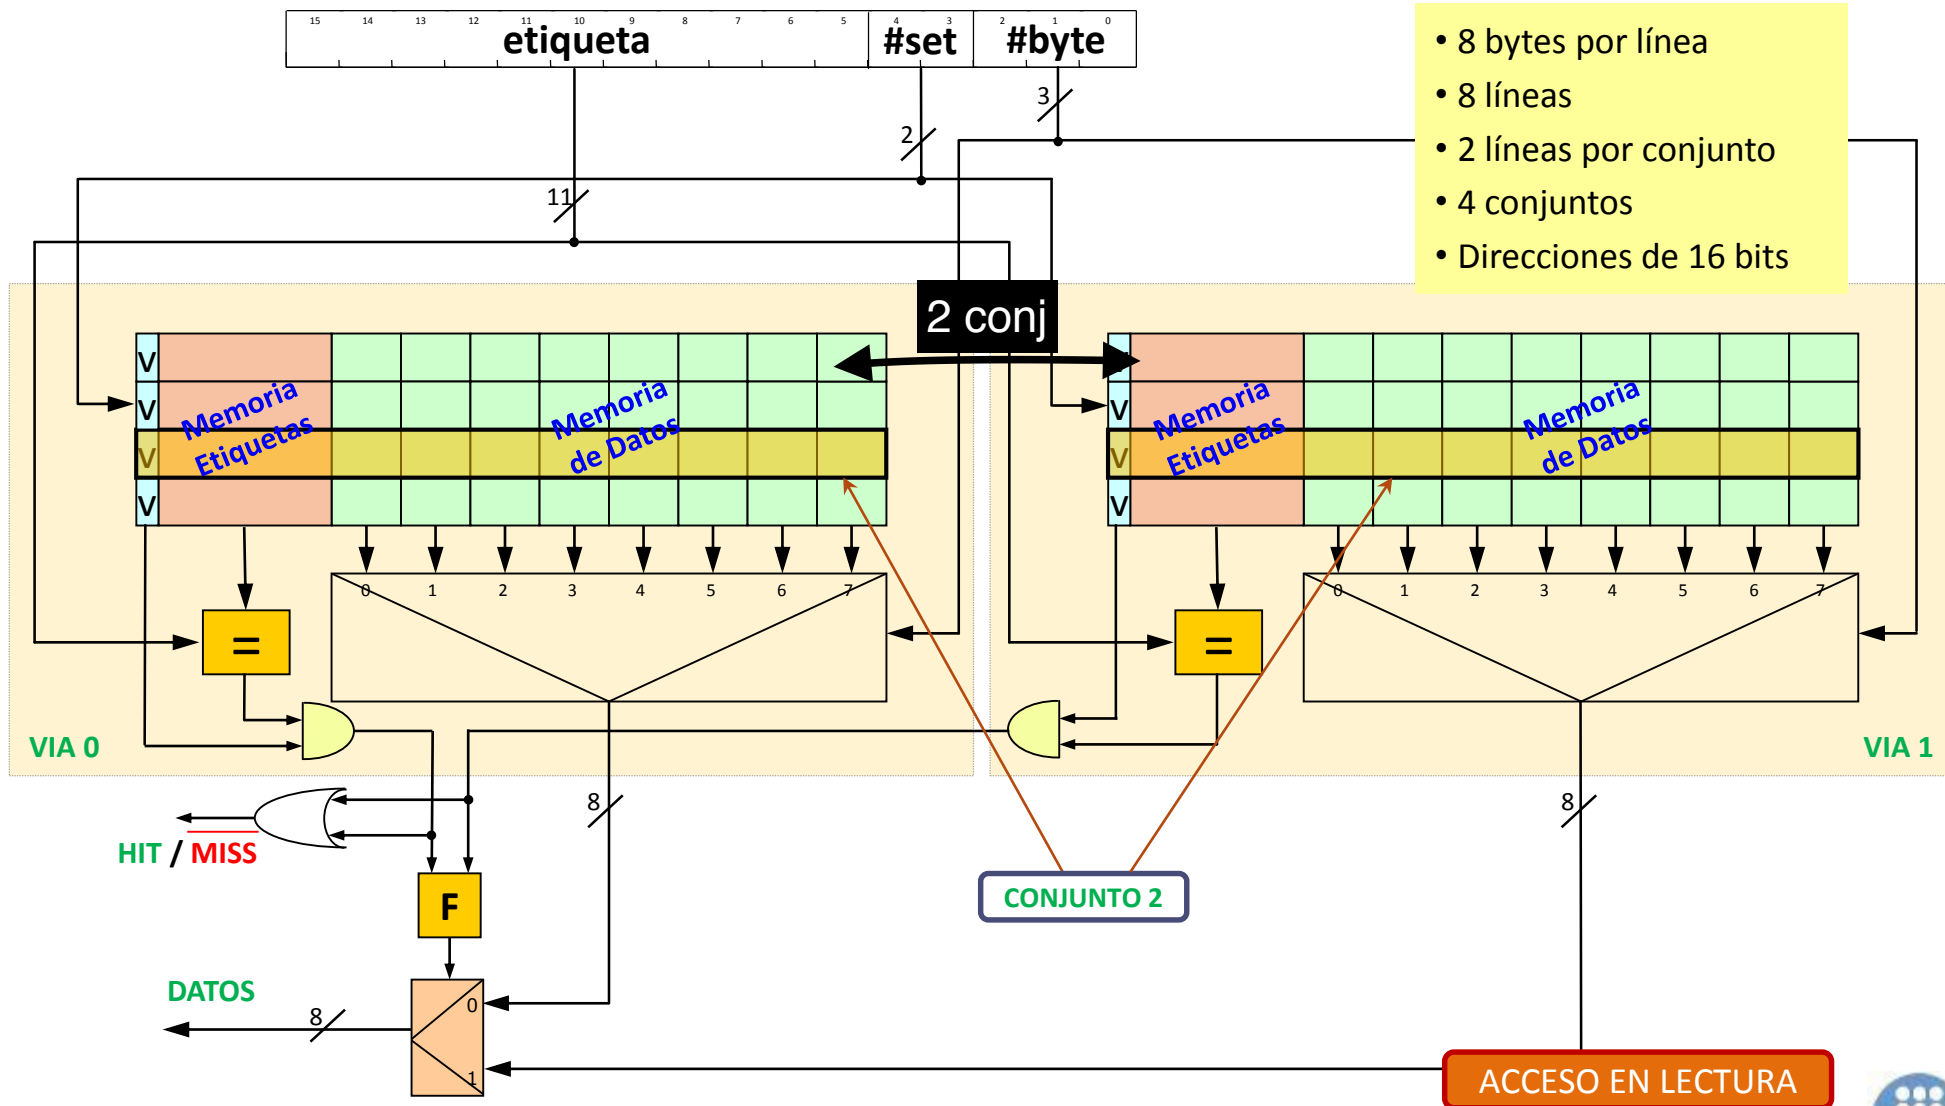 15 14 13 12 11 10 9 8 7 6 5 4 3 2 1 0
etiqueta #set #byte
• 8 bytes por línea
• 8 líneas
• 2 líneas por conjunto
• 4 conjuntos
• Direcciones de 16 bits
3
2
11
2 conj
V
V
V
V
Memoria
Etiquetas
Memoria
de Datos
V
V
V
V
Memoria
Etiquetas
Memoria
de Datos
0 1 2 3 4 5 6 7
0 1 2 3 4 5 6 7
=
=
VIA 0
VIA 1
8
8
HIT / MISS
F
CONJUNTO 2
DATOS
8
0
1
ACCESO EN LECTURA